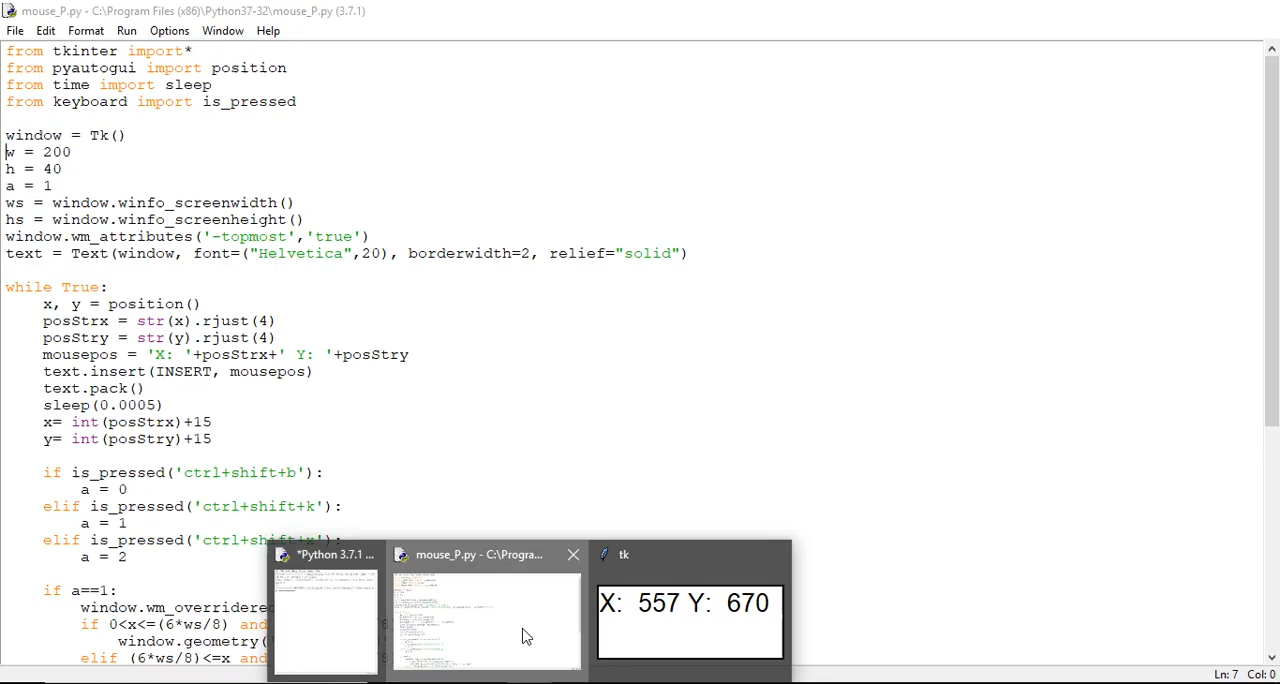 mouse_P.py - C:\Program Files (x86)\Python37-32\mouse_P.py (3.7.1)
File Edit Format Run Options Window Help
from tkinter import*
from pyautogui import position
from time import sleep
from keyboard import is_pressed
window = Tk()
w = 200
h = 40
a = 1
ws = window.winfo_screenwidth()
hs = window.winfo_screenheight()
window.wm_attributes('-topmost','true')
text = Text(window, font=("Helvetica",20), borderwidth=2, relief="solid")
while True:
    x, y = position()
    posStrx = str(x).rjust(4)
    posStry = str(y).rjust(4)
    mousepos = 'X: '+posStrx+' Y: '+posStry
    text.insert(INSERT, mousepos)
    text.pack()
    sleep(0.0005)
    x= int(posStrx)+15
    y= int(posStry)+15
    if is_pressed('ctrl+shift+b'):
        a = 0
    elif is_pressed('ctrl+shift+k'):
        a = 1
    elif is_pressed('ctrl+shift+
        a = 2
    if a==1:
        window.wm_overridered
        if 0<x<=(6*ws/8) and
            window.geometry(
        elif (6*ws/8)<=x and
*Python 3.7.1 ...
mouse_P.py - C:\Progra...
tk
X: 557 Y: 670
Ln: 7 Col: 0